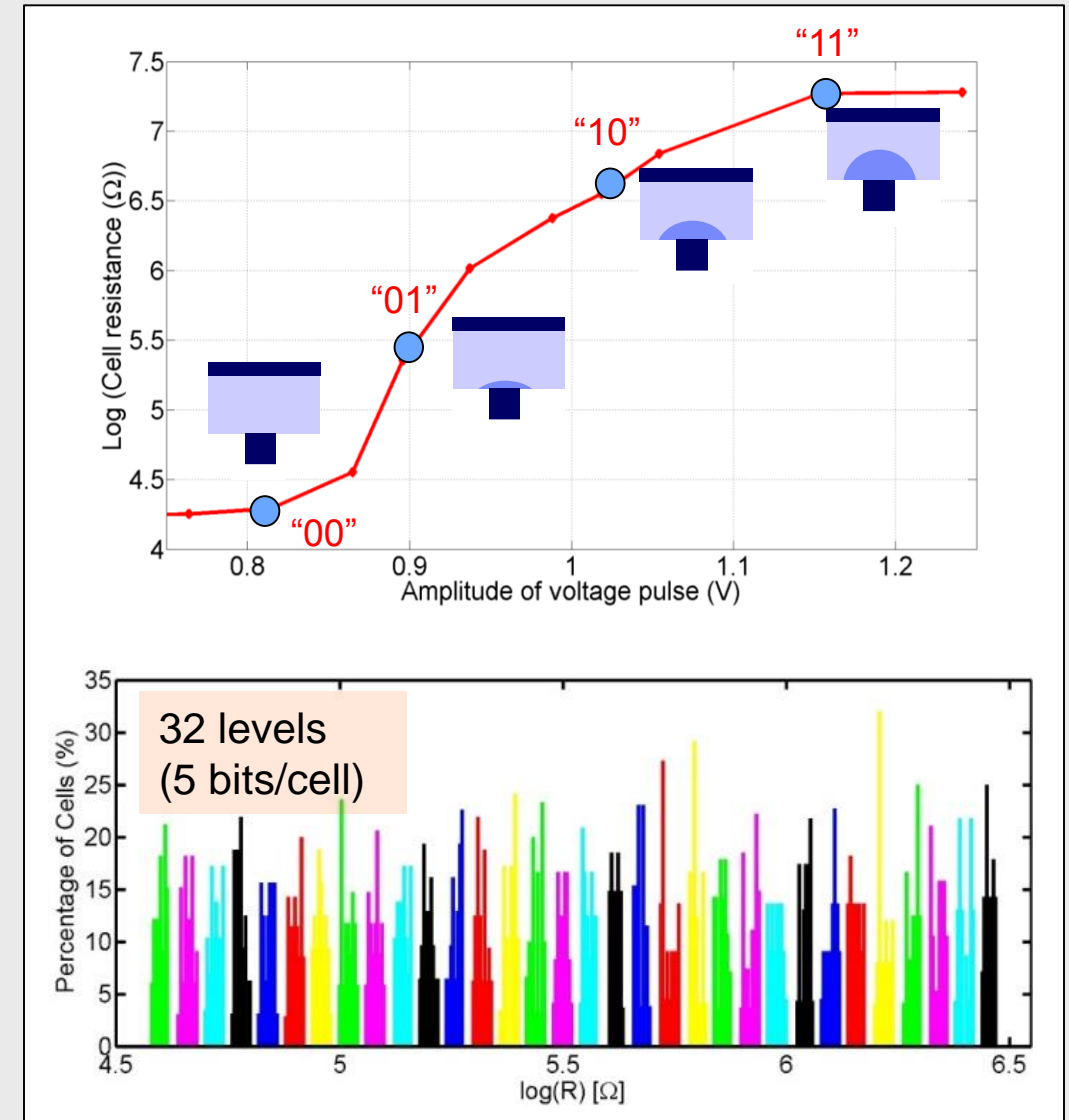 “11”
7.5
“10”
7
6.5
“01”
6
5.5
5
4.5
“00”
4
Log (Cell resistance (Ω))
0.8 0.9 1 1.1 1.2
Amplitude of voltage pulse (V)
35
30
25
20
15
10
5
0
Percentage of Cells (%)
32 levels
(5 bits/cell)
4.5 5 5.5 6 6.5
log(R) [Ω]